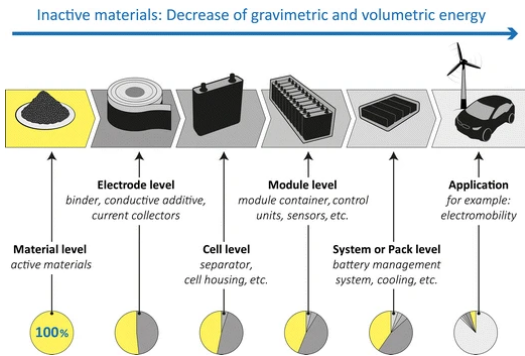 Inactive materials: Decrease of gravimetric and volumetric energy
Electrode level
binder, conductive additive,
current collectors
Module level
module container, control
units, sensors, etc.
Application
for example:
electromobility
Material level
active materials
Cell level
separator,
cell housing, etc.
System or Pack level
battery management
system, cooling, etc.
100%